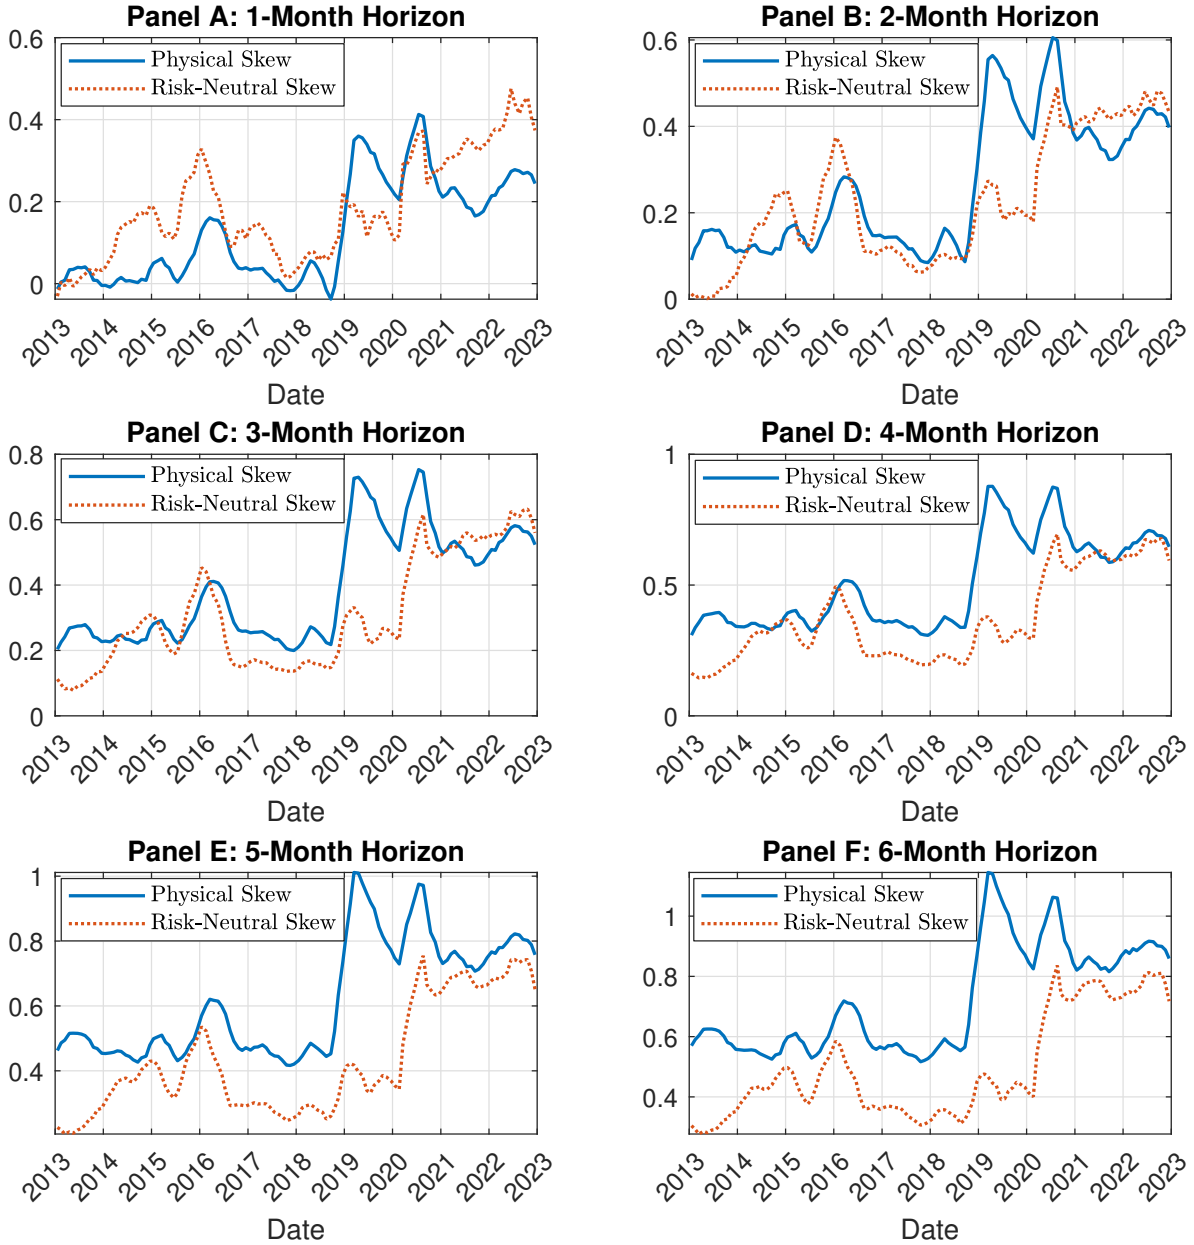 Panel A: 1-Month Horizon
Physical Skew
Risk-Neutral Skew
0.6
0.4
0.2
0
2013 2014 2015 2016 2017 2018 2019 2020 2021 2022 2023
Date
Panel B: 2-Month Horizon
Physical Skew
Risk-Neutral Skew
0.6
0.4
0.2
0
2013 2014 2015 2016 2017 2018 2019 2020 2021 2022 2023
Date
Panel C: 3-Month Horizon
Physical Skew
Risk-Neutral Skew
0.8
0.6
0.4
0.2
0
2013 2014 2015 2016 2017 2018 2019 2020 2021 2022 2023
Date
Panel D: 4-Month Horizon
Physical Skew
Risk-Neutral Skew
1
0.5
0
2013 2014 2015 2016 2017 2018 2019 2020 2021 2022 2023
Date
Panel E: 5-Month Horizon
Physical Skew
Risk-Neutral Skew
1
0.8
0.6
0.4
2013 2014 2015 2016 2017 2018 2019 2020 2021 2022 2023
Date
Panel F: 6-Month Horizon
Physical Skew
Risk-Neutral Skew
1
0.8
0.6
0.4
2013 2014 2015 2016 2017 2018 2019 2020 2021 2022 2023
Date